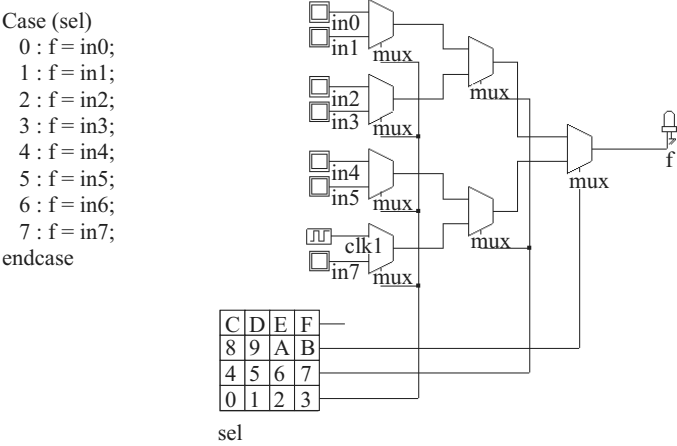 Case (sel)
0 : f = in0;
1 : f = in1;
2 : f = in2;
3 : f = in3;
4 : f = in4;
5 : f = in5;
6 : f = in6;
7 : f = in7;
endcase
in0
in1
mux
mux
in2
in3
mux
f
mux
in4
in5
mux
clk1
mux
in7
mux
C D E F
8 9 A B
4 5 6 7
0 1 2 3
sel